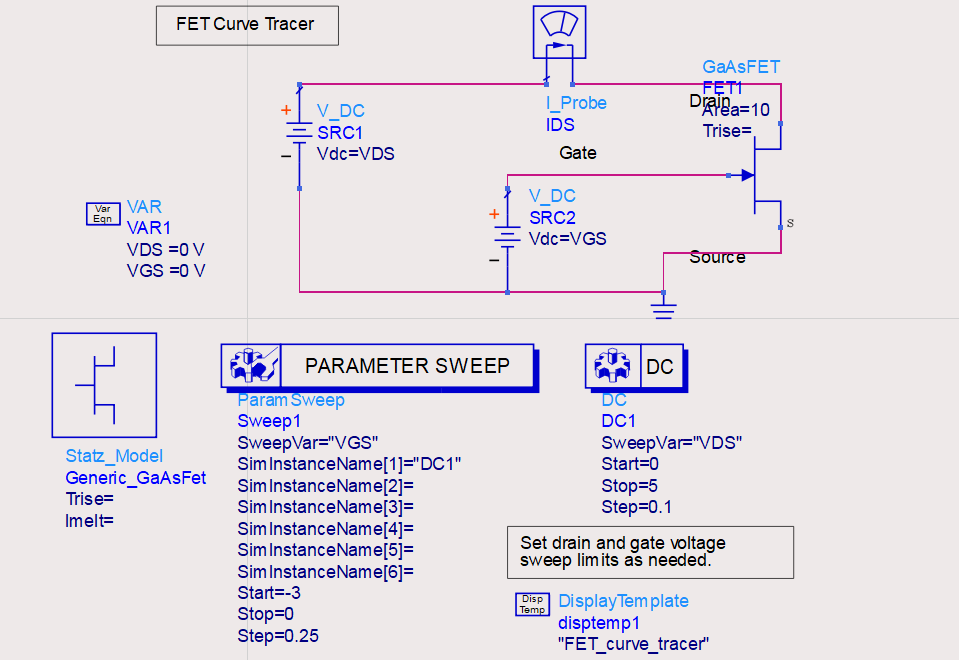 FET Curve Tracer
GaAsFET
FET1
Area=10
Trise=
Drain
I_Probe
IDS
+
V_DC
SRC1
Vdc=VDS
–
Gate
+
V_DC
SRC2
Vdc=VGS
–
S
Source
Var
Eqn
VAR
VAR1
VDS =0 V
VGS =0 V
Statz_Model
Generic_GaAsFet
Trise=
Imelt=
PARAMETER SWEEP
ParamSweep
Sweep1
SweepVar="VGS"
SimInstanceName[1]="DC1"
SimInstanceName[2]=
SimInstanceName[3]=
SimInstanceName[4]=
SimInstanceName[5]=
SimInstanceName[6]=
Start=-3
Stop=0
Step=0.25
DC
DC
DC1
SweepVar="VDS"
Start=0
Stop=5
Step=0.1
Set drain and gate voltage
sweep limits as needed.
Disp
Temp
DisplayTemplate
disptemp1
"FET_curve_tracer"